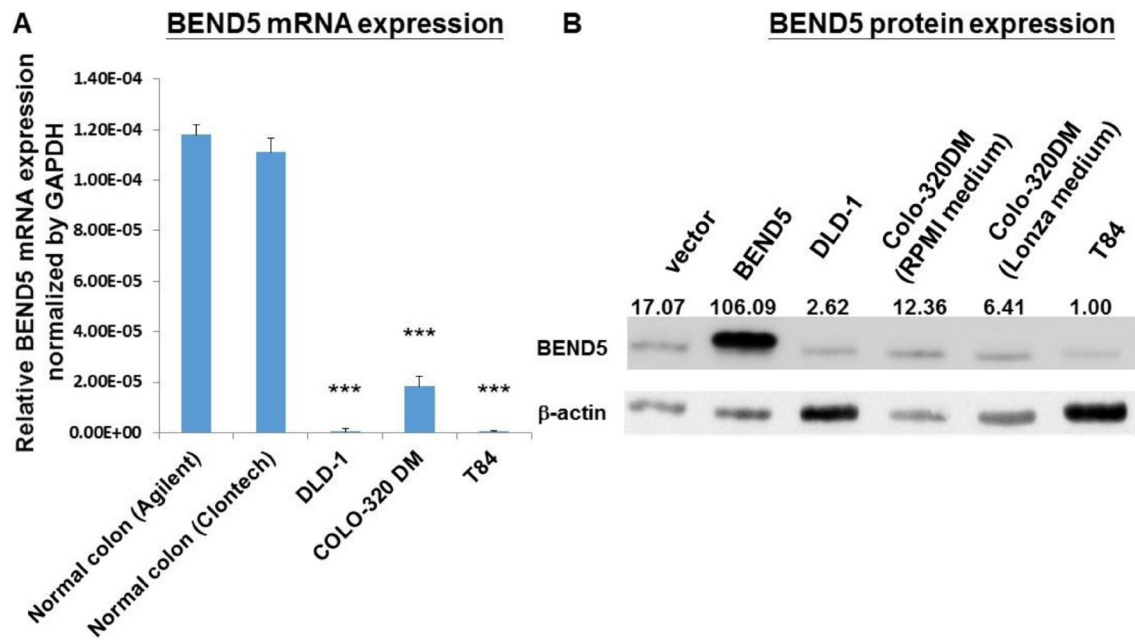 A
BEND5 mRNA expression
Relative BEND5 mRNA expression
normalized by GAPDH
1.40E-04
1.20E-04
1.00E-04
8.00E-05
6.00E-05
4.00E-05
2.00E-05
0.00E+00
***
***
***
Normal colon (Agilent)
Normal colon (Clontech)
DLD-1
COLO-320 DM
T84
B
BEND5 protein expression
vector
BEND5
DLD-1
Colo-320DM
(RPMI medium)
Colo-320DM
(Lonza medium)
T84
17.07 106.09 2.62 12.36 6.41 1.00
BEND5
β-actin